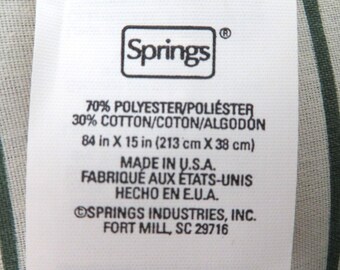 Springs®
70% POLYESTER/POLIÉSTER
30% COTTON/COTON/ALGODÓN
84 in X 15 in (213 cm X 38 cm)
MADE IN U.S.A.
FABRIQUÉ AUX ÉTATS-UNIS
HECHO EN E.U.A.
©SPRINGS INDUSTRIES, INC.
FORT MILL, SC 29716